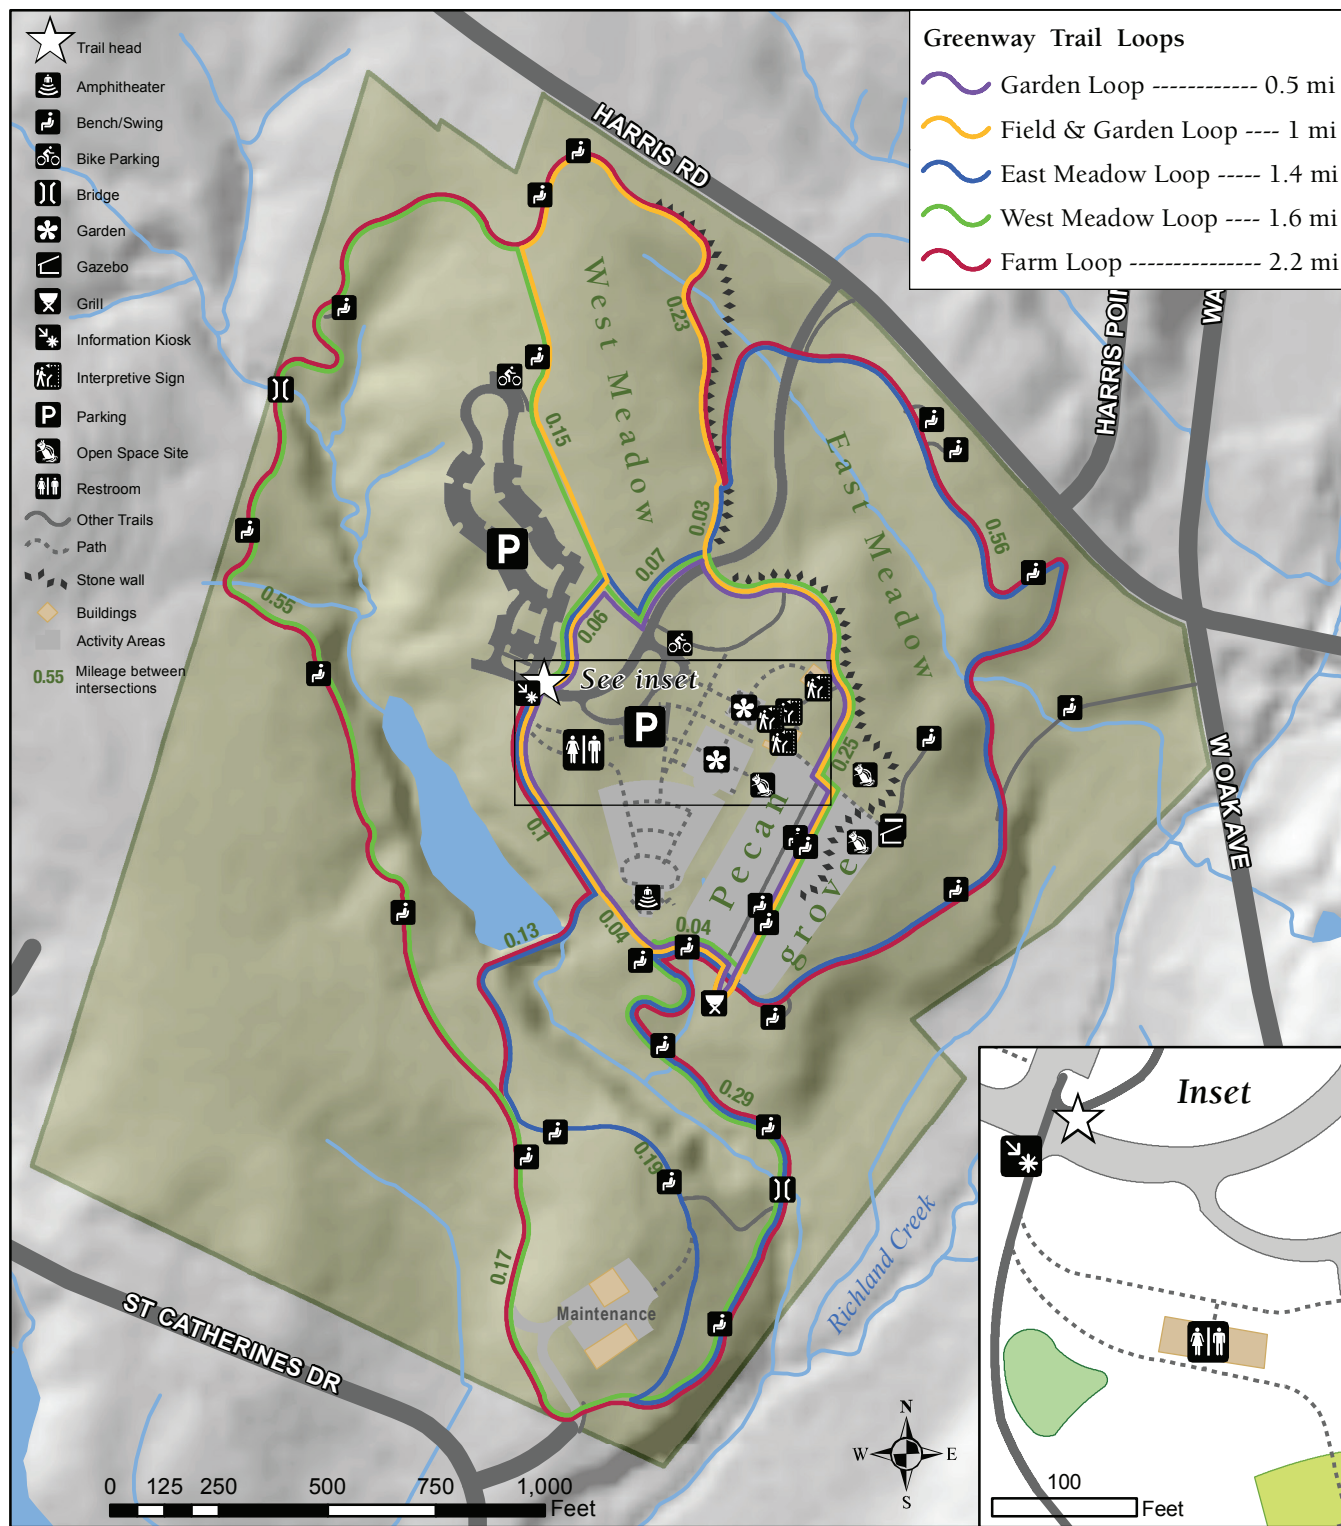 Trail head
Amphitheater
Bench/Swing
Bike Parking
Bridge
Garden
Gazebo
Grill
Information Kiosk
Interpretive Sign
Parking
Open Space Site
Restroom
Other Trails
Path
Stone wall
Buildings
Activity Areas
0.55 Mileage between
intersections
Greenway Trail Loops
Garden Loop ------------ 0.5 mi
Field & Garden Loop ---- 1 mi
East Meadow Loop ----- 1.4 mi
West Meadow Loop ---- 1.6 mi
Farm Loop --------------- 2.2 mi
HARRIS RD
HARRIS POIN
WA
West Meadow
0.23
East Meadow
0.15
0.03
0.56
P
0.07
0.55
0.06
See inset
P
0.25
W OAK AVE
0.1
Pecan
grove
0.13
0.04
0.04
0.29
0.19
0.17
Maintenance
Richland Creek
ST CATHERINES DR
Inset
100
Feet
N
W E
S
0 125 250 500 750 1,000
Feet